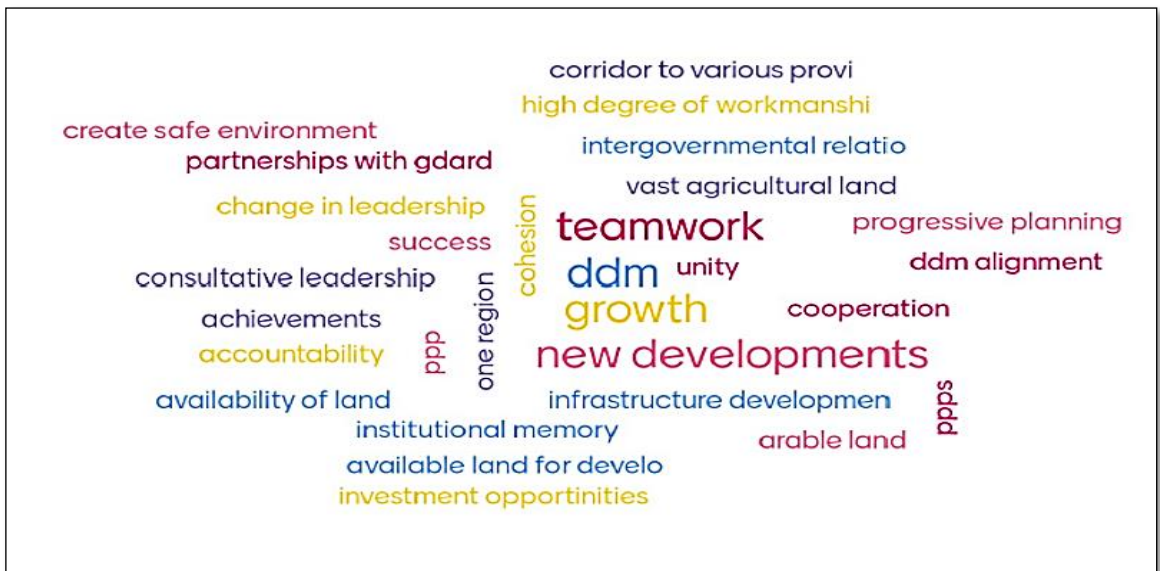 corridor to various provi
high degree of workmanshi
create safe environment
intergovernmental relatio
partnerships with gdard
vast agricultural land
change in leadership
cohesion
teamwork
progressive planning
success
ddm
unity
ddm alignment
consultative leadership
one region
growth
cooperation
achievements
accountability
ppp
new developments
availability of land
infrastructure developmen
ppps
institutional memory
arable land
available land for develo
investment opportinities